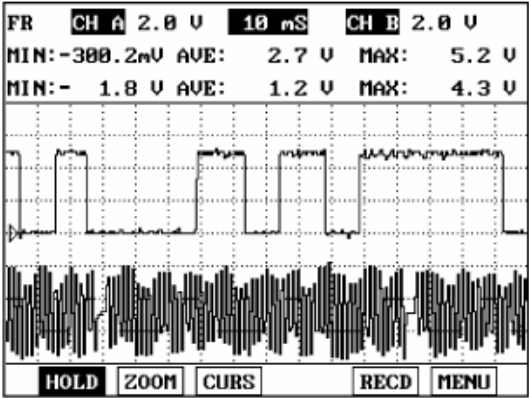 FR CH A 2.0 V 10 mS CH B 2.0 V
MIN:-300.2mV AVE: 2.7 V MAX: 5.2 V
MIN:- 1.8 V AVE: 1.2 V MAX: 4.3 V
HOLD ZOOM CURS RECD MENU